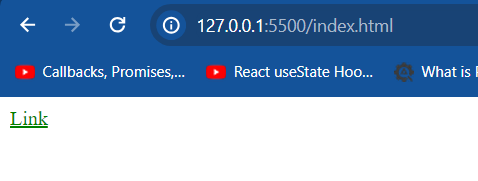 127.0.0.1:5500/index.html
Callbacks, Promises,... React useState Hoo... What is
Link